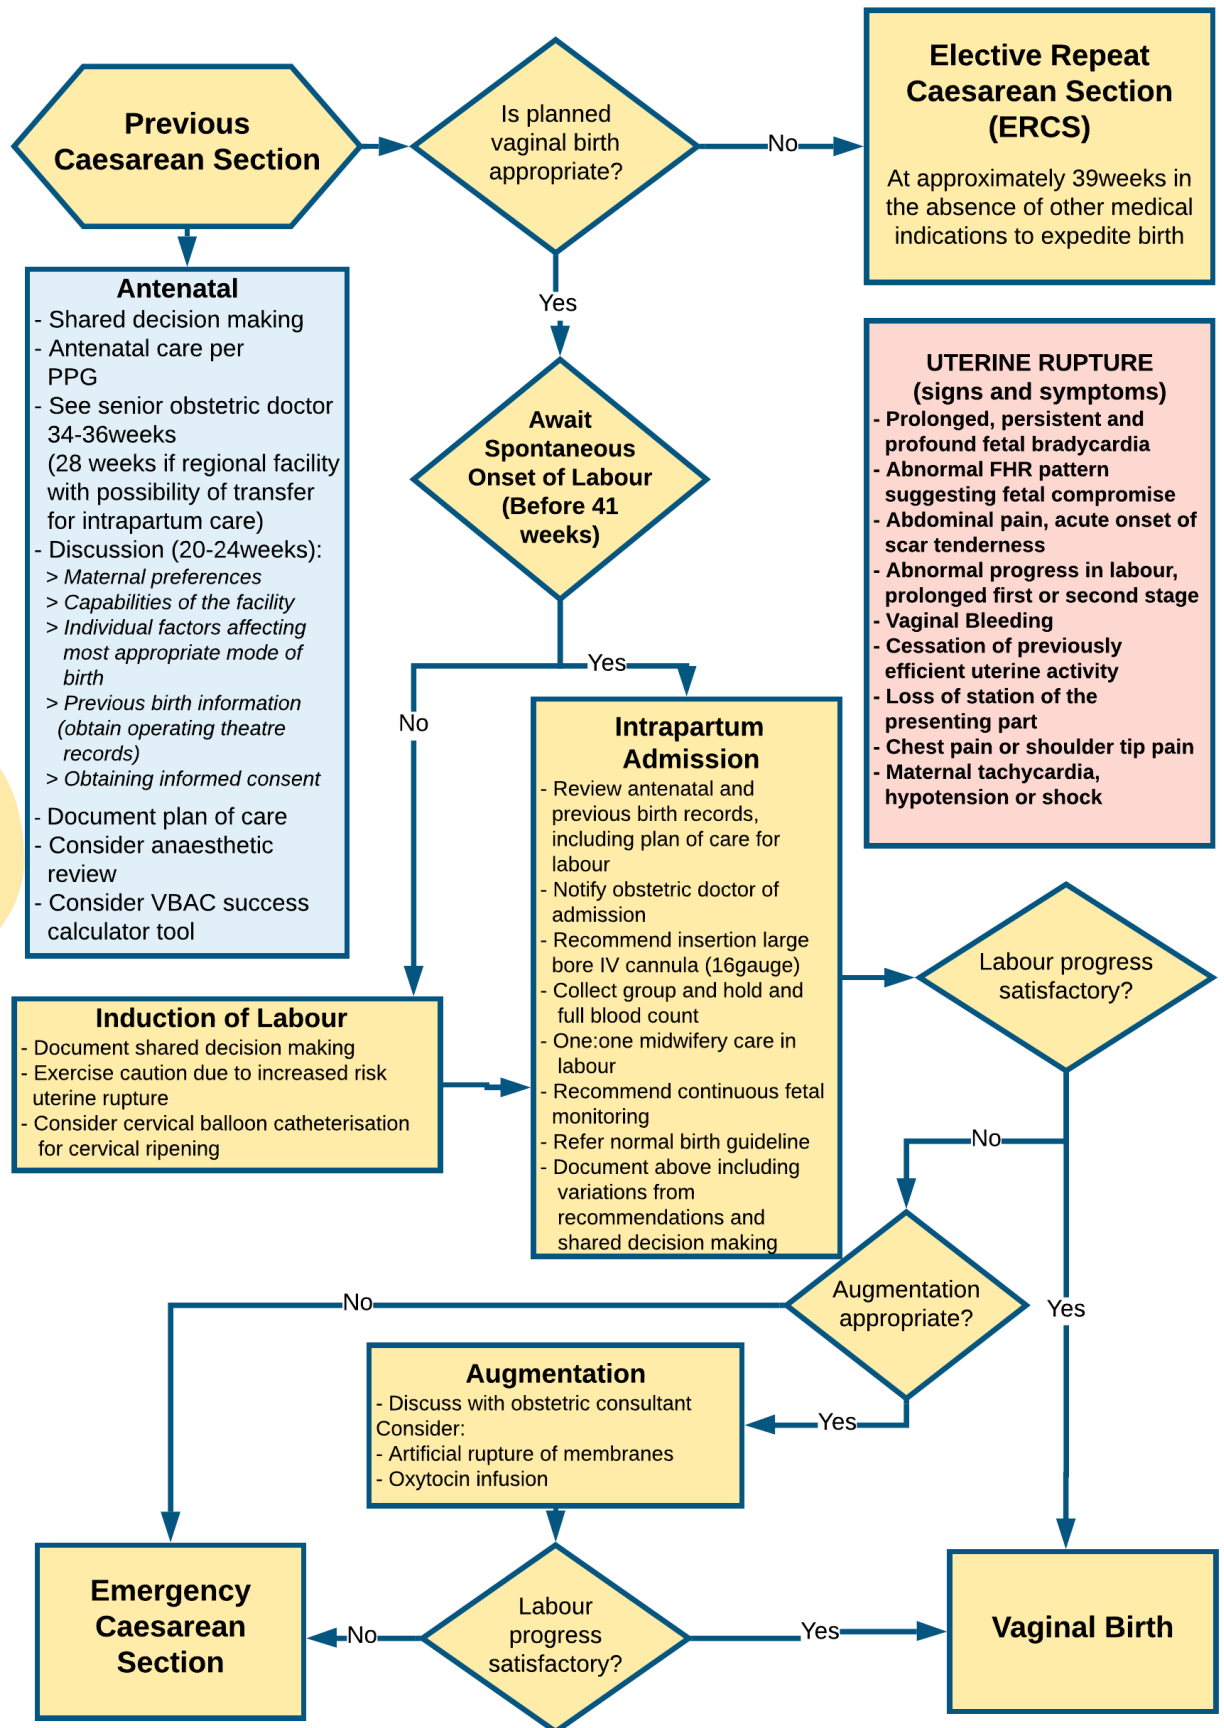 Previous
Caesarean Section
Is planned
vaginal birth
appropriate?
No
Elective Repeat
Caesarean Section
(ERCS)
At approximately 39weeks in
the absence of other medical
indications to expedite birth
Yes
Antenatal
- Shared decision making
- Antenatal care per
PPG
- See senior obstetric doctor
34-36weeks
(28 weeks if regional facility
with possibility of transfer
for intrapartum care)
- Discussion (20-24weeks):
> Maternal preferences
> Capabilities of the facility
> Individual factors affecting
most appropriate mode of
birth
> Previous birth information
(obtain operating theatre
records)
> Obtaining informed consent
- Document plan of care
- Consider anaesthetic
review
- Consider VBAC success
calculator tool
Await
Spontaneous
Onset of Labour
(Before 41
weeks)
UTERINE RUPTURE
(signs and symptoms)
- Prolonged, persistent and
profound fetal bradycardia
- Abnormal FHR pattern
suggesting fetal compromise
- Abdominal pain, acute onset of
scar tenderness
- Abnormal progress in labour,
prolonged first or second stage
- Vaginal Bleeding
- Cessation of previously
efficient uterine activity
- Loss of station of the
presenting part
- Chest pain or shoulder tip pain
- Maternal tachycardia,
hypotension or shock
Yes
No
Intrapartum
Admission
- Review antenatal and
previous birth records,
including plan of care for
labour
- Notify obstetric doctor of
admission
- Recommend insertion large
bore IV cannula (16gauge)
- Collect group and hold and
full blood count
- One:one midwifery care in
labour
- Recommend continuous fetal
monitoring
- Refer normal birth guideline
- Document above including
variations from
recommendations and
shared decision making
Induction of Labour
- Document shared decision making
- Exercise caution due to increased risk
uterine rupture
- Consider cervical balloon catheterisation
for cervical ripening
Labour progress
satisfactory?
No
Yes
Augmentation
appropriate?
No
Yes
Augmentation
- Discuss with obstetric consultant
Consider:
- Artificial rupture of membranes
- Oxytocin infusion
Emergency
Caesarean
Section
No
Labour
progress
satisfactory?
Yes
Vaginal Birth